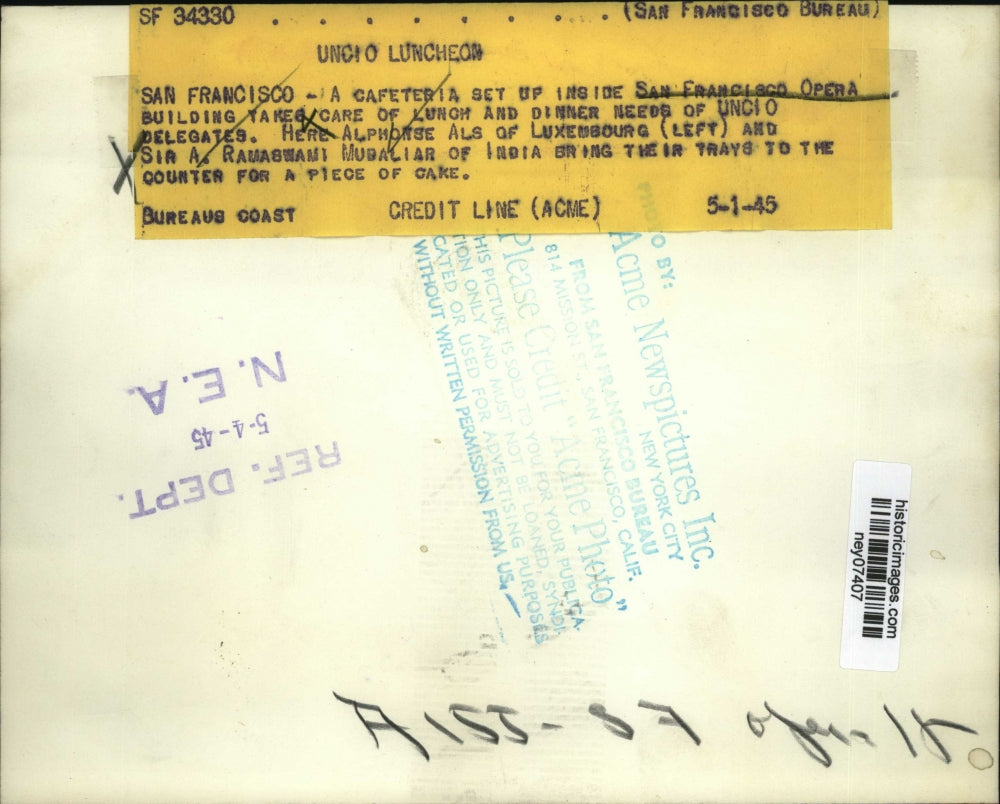 SF 34330 . . . . . . . . . . (SAN FRANCISCO BUREAU)
UNCIO LUNCHEON
SAN FRANCISCO - A CAFETERIA SET UP INSIDE SAN FRANCISCO OPERA
BUILDING TAKES CARE OF LUNCH AND DINNER NEEDS OF UNCIO
DELEGATES. HERE ALPHONSE ALS OF LUXEMBOURG (LEFT) AND
SIR A. RAMASWAMI MUDALIAR OF INDIA BRING THEIR TRAYS TO THE
COUNTER FOR A PIECE OF CAKE.
BUREAUS COAST CREDIT LINE (ACME) 5-1-45
PHOTO BY:
Acme Newspictures Inc.
NEW YORK CITY
FROM SAN FRANCISCO BUREAU
814 MISSION ST., SAN FRANCISCO, CALIF.
Please Credit "Acme Photo"
THIS PICTURE IS SOLD TO YOU FOR YOUR PUBLICA-
TION ONLY AND MUST NOT BE LOANED, SYNDI-
CATED OR USED FOR ADVERTISING PURPOSES
WITHOUT WRITTEN PERMISSION FROM US.
REF. DEPT.
5-4-45
N.E.A.
historicimages.com
ney07407
A155-87